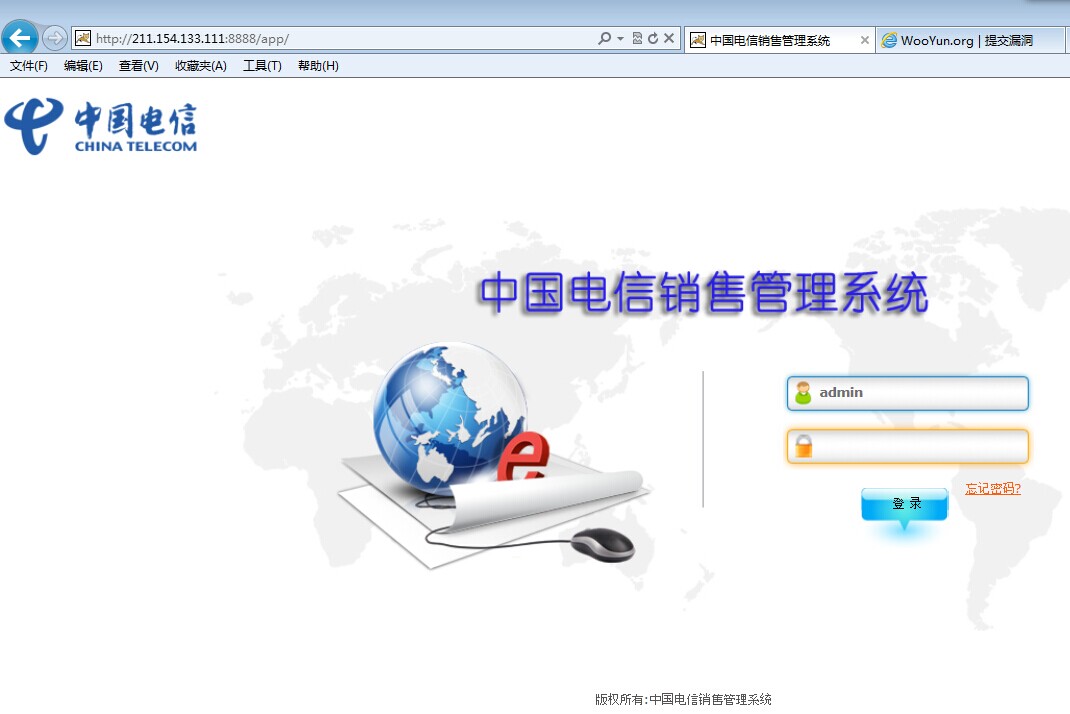 http://211.154.133.111:8888/app/
中国电信销售管理系统
WooYun.org | 提交漏洞
文件(F) 编辑(E) 查看(V) 收藏夹(A) 工具(T) 帮助(H)
中国电信
CHINA TELECOM
中国电信销售管理系统
e
admin
忘记密码?
登 录
版权所有:中国电信销售管理系统